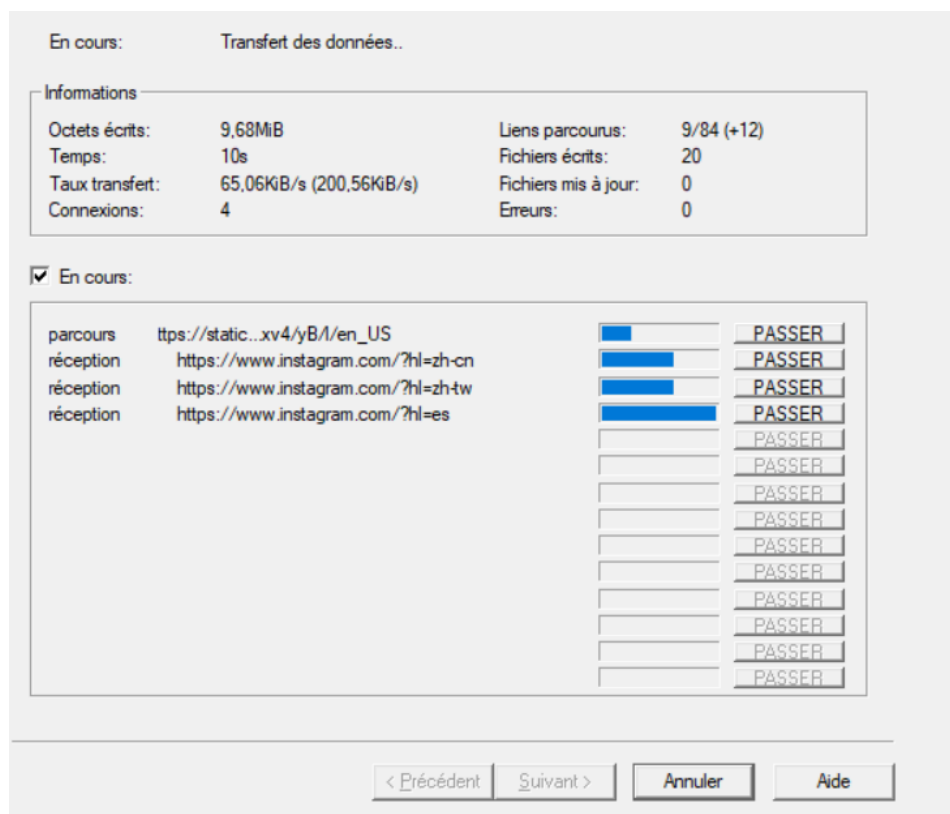 En cours: Transfert des données..
Informations
Octets écrits: 9,68MiB Liens parcourus: 9/84 (+12)
Temps: 10s Fichiers écrits: 20
Taux transfert: 65,06KiB/s (200,56KiB/s) Fichiers mis à jour: 0
Connexions: 4 Erreurs: 0
En cours:
parcours ttps://static...xv4/yB/l/en_US PASSER
réception https://www.instagram.com/?hl=zh-cn PASSER
réception https://www.instagram.com/?hl=zh-tw PASSER
réception https://www.instagram.com/?hl=es PASSER
PASSER
PASSER
PASSER
PASSER
PASSER
PASSER
PASSER
PASSER
PASSER
PASSER
< Précédent Suivant > Annuler Aide